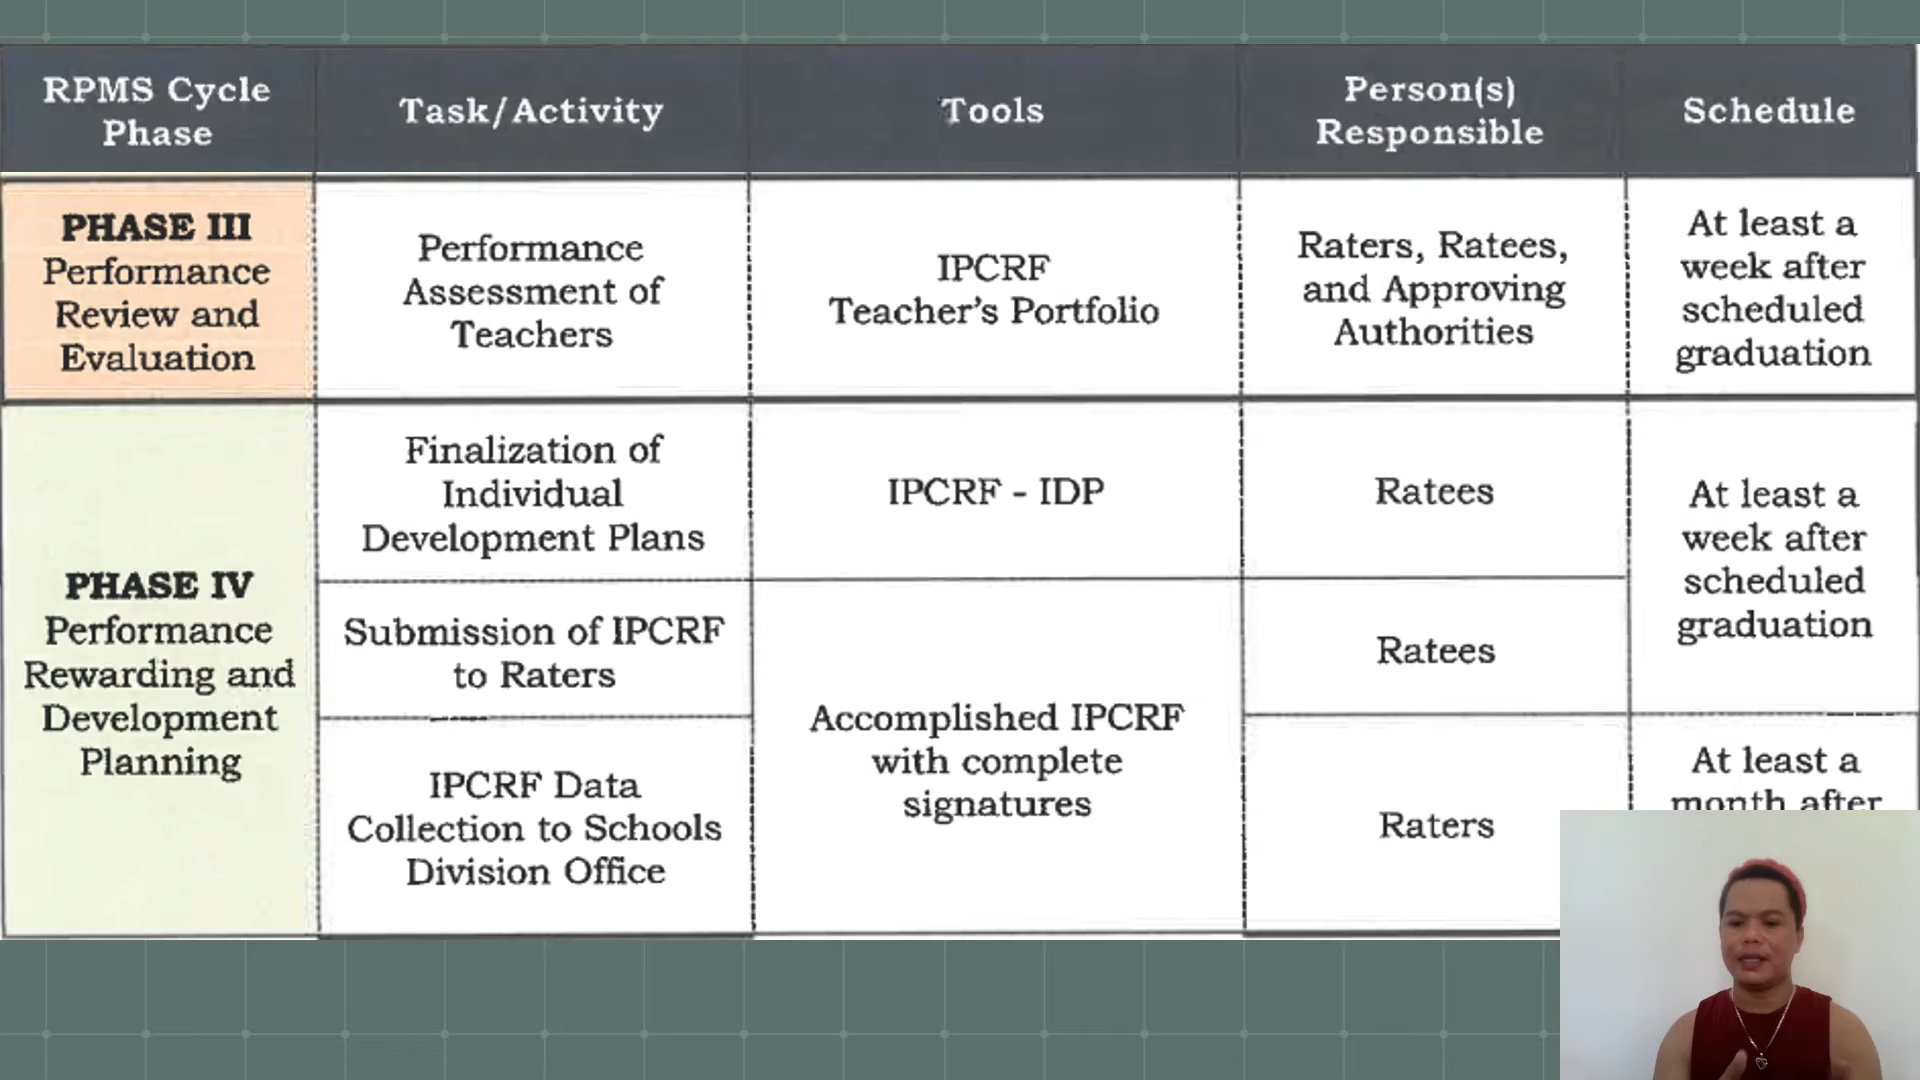 RPMS Cycle
Phase
Task/Activity
Tools
Person(s)
Responsible
Schedule
PHASE III
Performance
Review and
Evaluation
Performance
Assessment of
Teachers
IPCRF
Teacher's Portfolio
Raters, Ratees,
and Approving
Authorities
At least a
week after
scheduled
graduation
PHASE IV
Performance
Rewarding and
Development
Planning
Finalization of
Individual
Development Plans
IPCRF - IDP
Ratees
At least a
week after
scheduled
graduation
Submission of IPCRF
to Raters
Accomplished IPCRF
with complete
signatures
Ratees
IPCRF Data
Collection to Schools
Division Office
Raters
At least a
month after